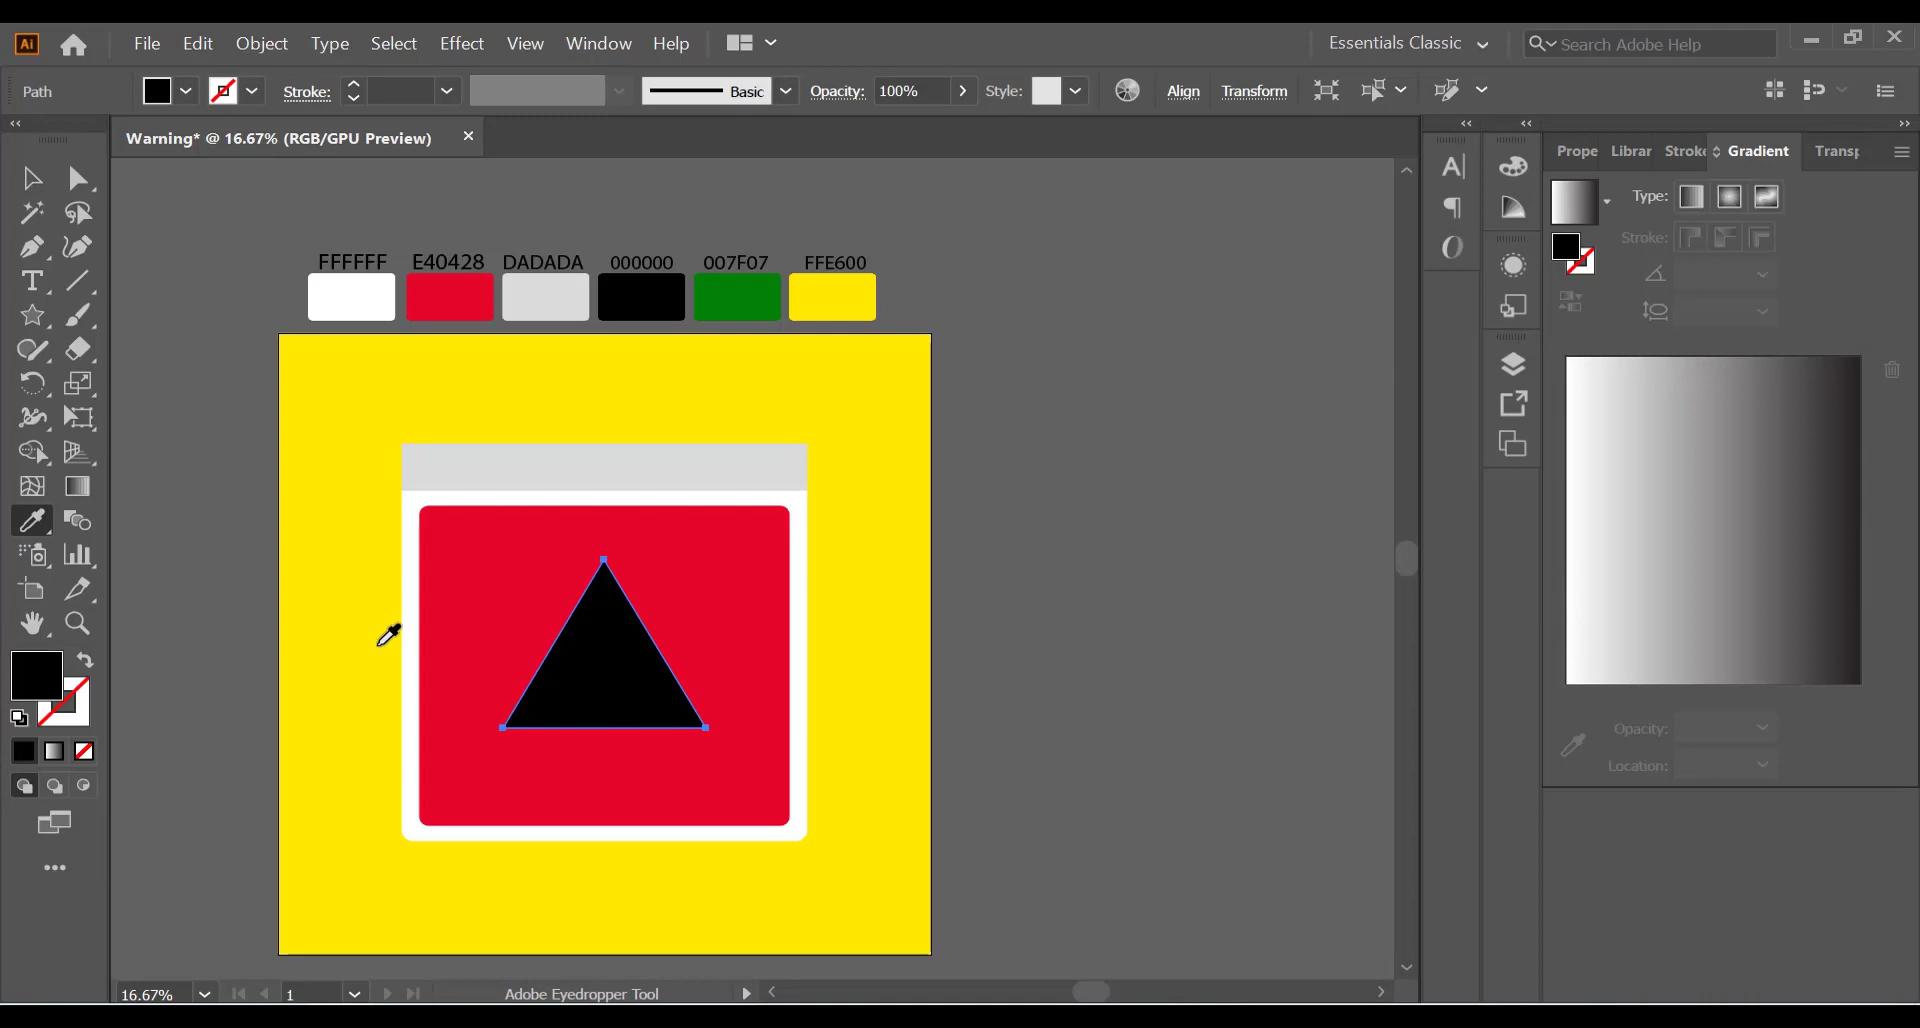 Ai File Edit Object Type Select Effect View Window Help Essentials Classic Search Adobe Help
Path Stroke: Basic Opacity: 100% Style: Align Transform
Warning* @ 16.67% (RGB/GPU Preview) Prope Librar Stroke Gradient Transp
Type:
Stroke:
FFFFFF E40428 DADADA 000000 007F07 FFE600
Opacity:
Location:
16.67% 1 Adobe Eyedropper Tool